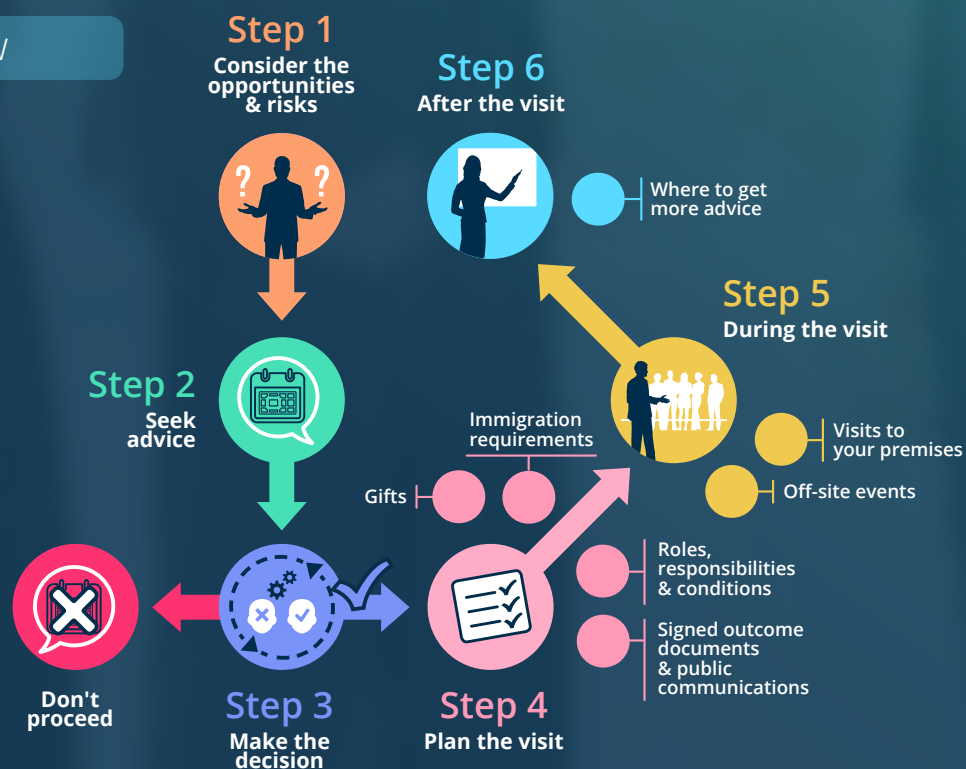 Step 1
Consider the
opportunities
& risks
?
?
Step 2
Seek
advice
Step 3
Make the
decision
Don't
proceed
Step 4
Plan the visit
Gifts
Immigration
requirements
Roles,
responsibilities
& conditions
Signed outcome
documents
& public
communications
Step 5
During the visit
Visits to
your premises
Off-site events
Step 6
After the visit
Where to get
more advice